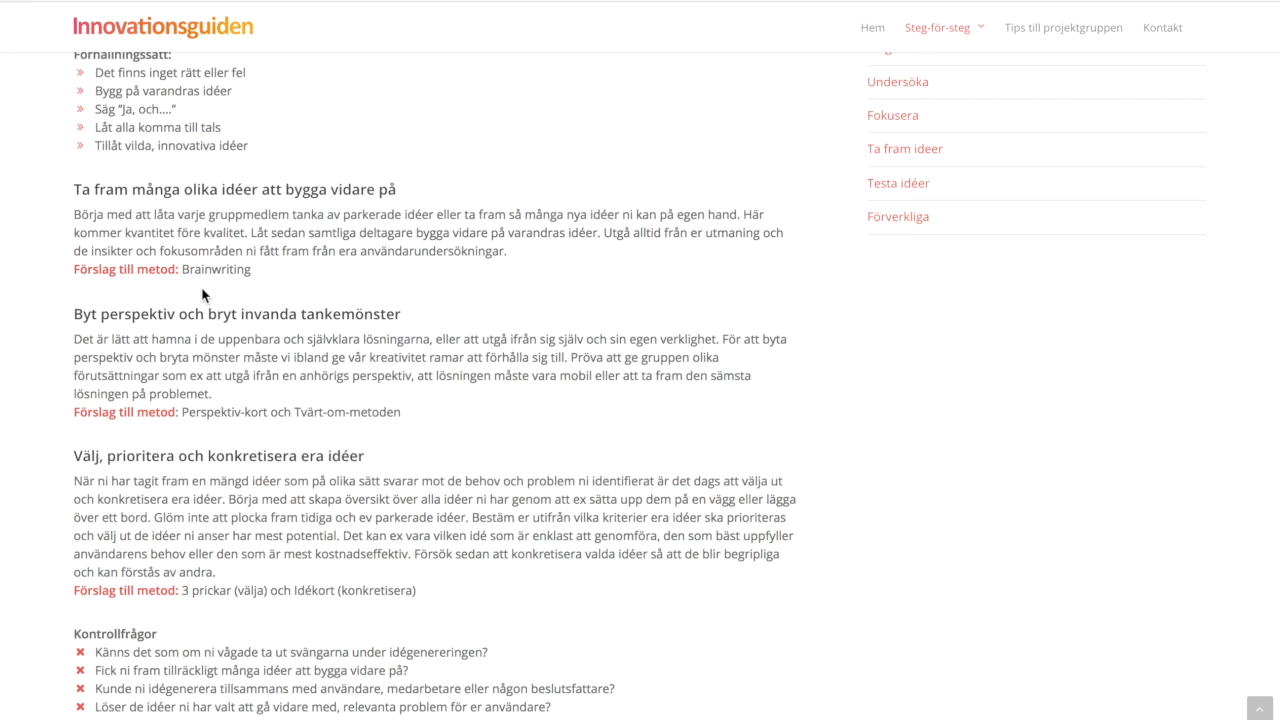 Innovationsguiden
Hem
Steg-för-steg
Tips till projektgruppen
Kontakt
Förhållningssätt:
Det finns inget rätt eller fel
Bygg på varandras idéer
Säg ”Ja, och....”
Låt alla komma till tals
Tillåt vilda, innovativa idéer
Ta fram många olika idéer att bygga vidare på
Börja med att låta varje gruppmedlem tanka av parkerade idéer eller ta fram så många nya idéer ni kan på egen hand. Här
kommer kvantitet före kvalitet. Låt sedan samtliga deltagare bygga vidare på varandras idéer. Utgå alltid från er utmaning och
de insikter och fokusområden ni fått fram från era användarundersökningar.
Förslag till metod: Brainwriting
Byt perspektiv och bryt invanda tankemönster
Det är lätt att hamna i de uppenbara och självklara lösningarna, eller att utgå ifrån sig själv och sin egen verklighet. För att byta
perspektiv och bryta mönster måste vi ibland ge vår kreativitet ramar att förhålla sig till. Pröva att ge gruppen olika
förutsättningar som ex att utgå ifrån en anhörigs perspektiv, att lösningen måste vara mobil eller att ta fram den sämsta
lösningen på problemet.
Förslag till metod: Perspektiv-kort och Tvärt-om-metoden
Välj, prioritera och konkretisera era idéer
När ni har tagit fram en mängd idéer som på olika sätt svarar mot de behov och problem ni identifierat är det dags att välja ut
och konkretisera era idéer. Börja med att skapa översikt över alla idéer ni har genom att ex sätta upp dem på en vägg eller lägga
över ett bord. Glöm inte att plocka fram tidiga och ev parkerade idéer. Bestäm er utifrån vilka kriterier era idéer ska prioriteras
och välj ut de idéer ni anser har mest potential. Det kan ex vara vilken idé som är enklast att genomföra, den som bäst uppfyller
användarens behov eller den som är mest kostnadseffektiv. Försök sedan att konkretisera valda idéer så att de blir begripliga
och kan förstås av andra.
Förslag till metod: 3 prickar (välja) och Idékort (konkretisera)
Kontrollfrågor
Känns det som om ni vågade ta ut svängarna under idégenereringen?
Fick ni fram tillräckligt många idéer att bygga vidare på?
Kunde ni idégenerera tillsammans med användare, medarbetare eller någon beslutsfattare?
Löser de idéer ni har valt att gå vidare med, relevanta problem för er användare?
Undersöka
Fokusera
Ta fram ideer
Testa idéer
Förverkliga